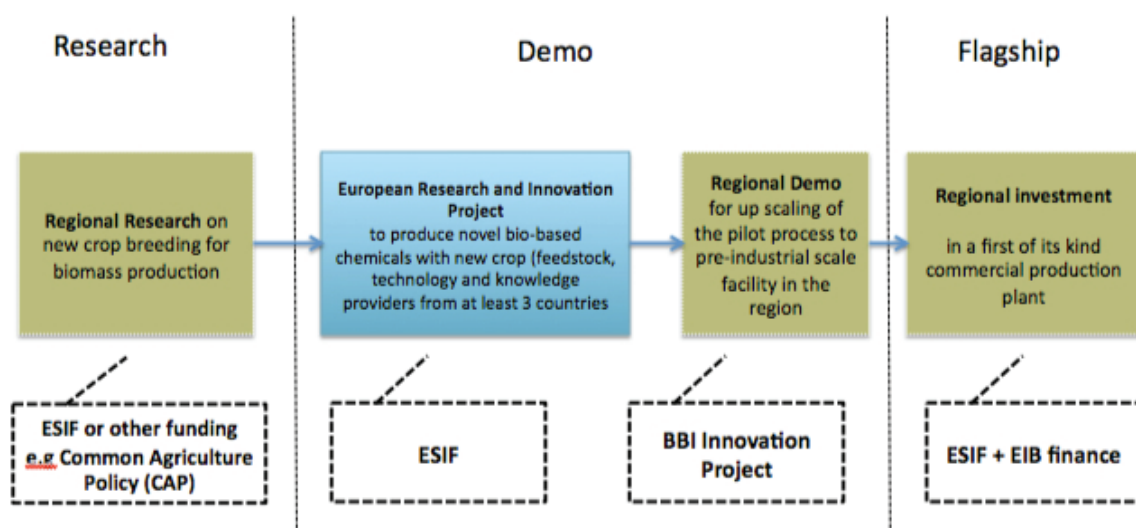 Research
Demo
Flagship
Regional Research on
new crop breeding for
biomass production
European Research and Innovation
Project
to produce novel bio-based
chemicals with new crop (feedstock,
technology and knowledge
providers from at least 3 countries
Regional Demo
for up scaling of
the pilot process to
pre-industrial scale
facility in the
region
Regional investment
in a first of its kind
commercial production
plant
ESIF or other funding
e.g Common Agriculture
Policy (CAP)
ESIF
BBI Innovation
Project
ESIF + EIB finance